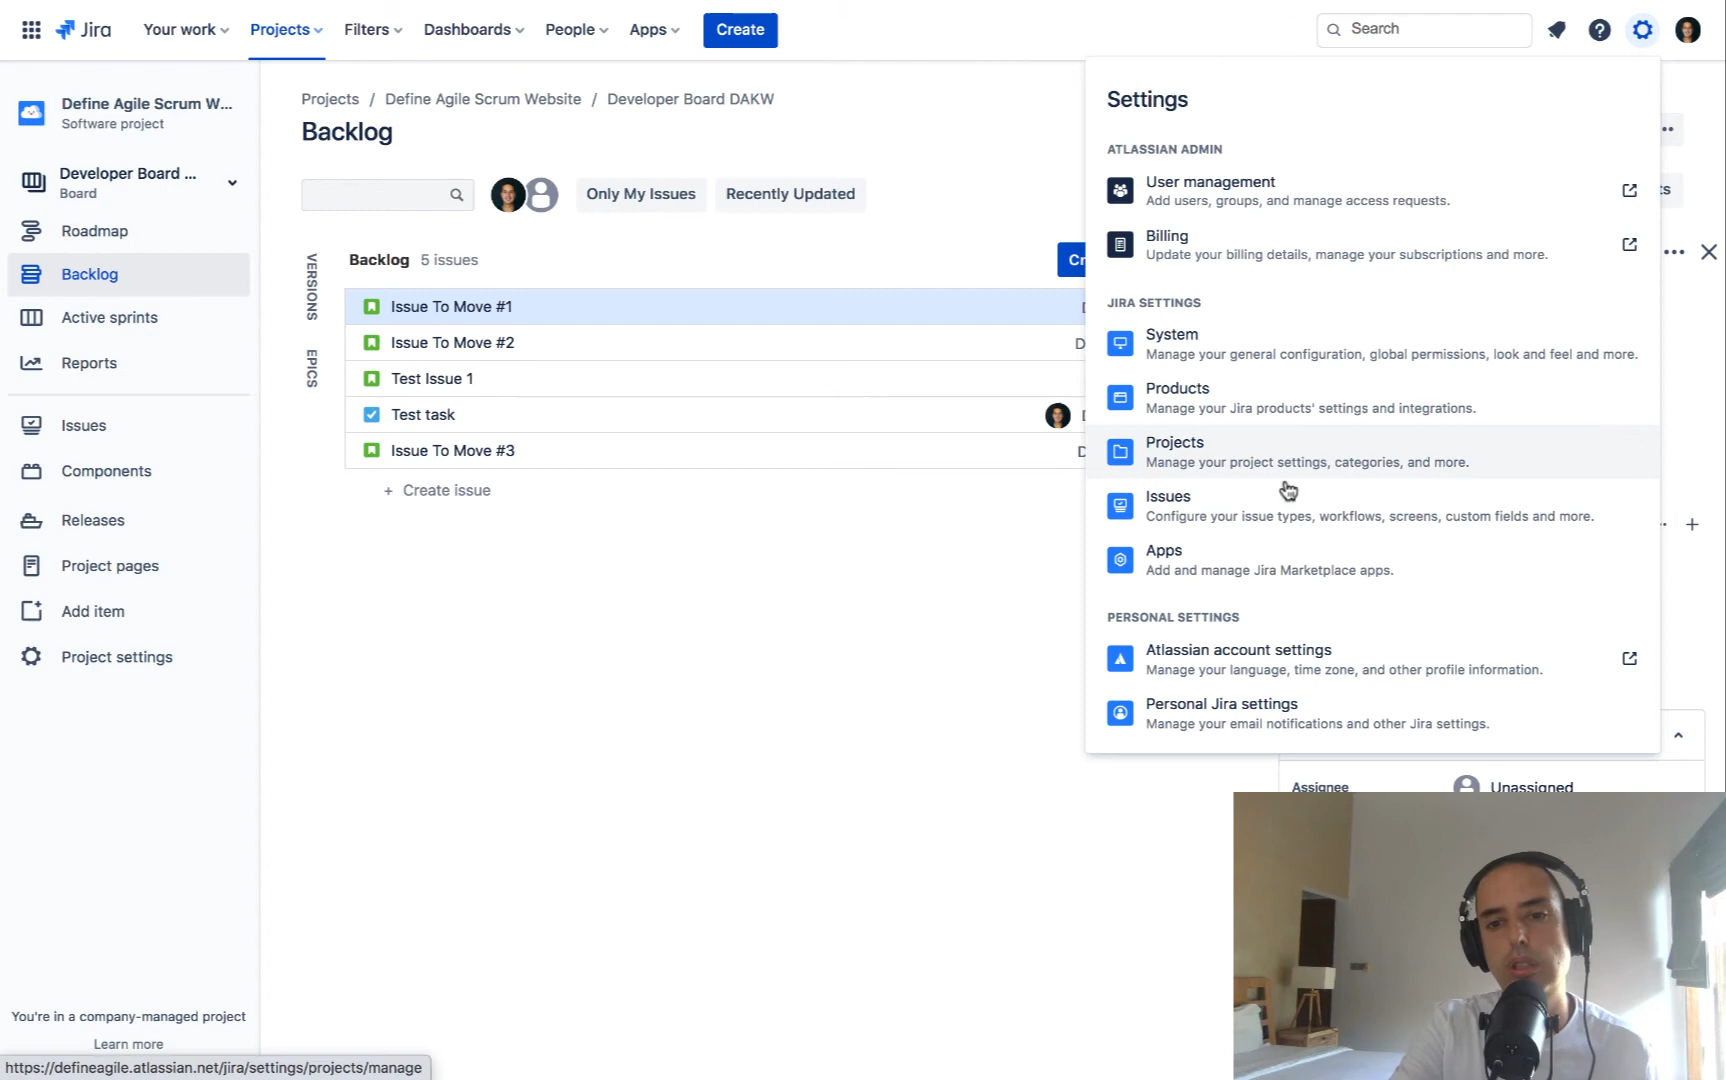 Jira
Your work
Projects
Filters
Dashboards
People
Apps
Create
Search
Define Agile Scrum W...
Software project
Developer Board ...
Board
Roadmap
Backlog
Active sprints
Reports
Issues
Components
Releases
Project pages
Add item
Project settings
You're in a company-managed project
Learn more
https://defineagile.atlassian.net/jira/settings/projects/manage
Projects / Define Agile Scrum Website / Developer Board DAKW
Backlog
Only My Issues
Recently Updated
VERSIONS
EPICS
Backlog 5 issues
Issue To Move #1
Issue To Move #2
Test Issue 1
Test task
Issue To Move #3
+ Create issue
Settings
ATLASSIAN ADMIN
User management
Add users, groups, and manage access requests.
Billing
Update your billing details, manage your subscriptions and more.
JIRA SETTINGS
System
Manage your general configuration, global permissions, look and feel and more.
Products
Manage your Jira products' settings and integrations.
Projects
Manage your project settings, categories, and more.
Issues
Configure your issue types, workflows, screens, custom fields and more.
Apps
Add and manage Jira Marketplace apps.
PERSONAL SETTINGS
Atlassian account settings
Manage your language, time zone, and other profile information.
Personal Jira settings
Manage your email notifications and other Jira settings.
Assignee
Unassigned